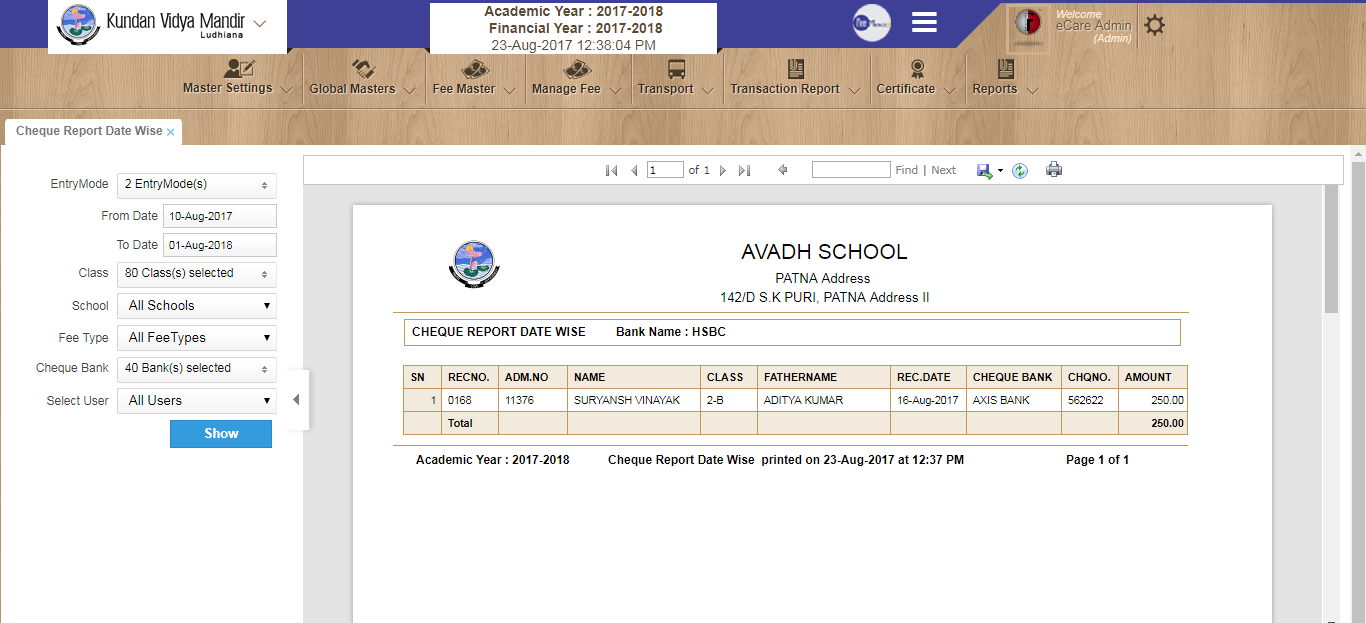 Kundan Vidya Mandir
Ludhiana
Academic Year : 2017-2018
Financial Year : 2017-2018
23-Aug-2017 12:38:04 PM
Welcome
eCare Admin
(Admin)
Master Settings
Global Masters
Fee Master
Manage Fee
Transport
Transaction Report
Certificate
Reports
Cheque Report Date Wise ×
EntryMode 2 EntryMode(s)
From Date 10-Aug-2017
To Date 01-Aug-2018
Class 80 Class(s) selected
School All Schools
Fee Type All FeeTypes
Cheque Bank 40 Bank(s) selected
Select User All Users
Show
1 of 1 Find | Next
AVADH SCHOOL
PATNA Address
142/D S.K PURI, PATNA Address II
CHEQUE REPORT DATE WISE Bank Name : HSBC
SN RECNO. ADM.NO NAME CLASS FATHERNAME REC.DATE CHEQUE BANK CHQNO. AMOUNT
1 0168 11376 SURYANSH VINAYAK 2-B ADITYA KUMAR 16-Aug-2017 AXIS BANK 562622 250.00
Total 250.00
Academic Year : 2017-2018 Cheque Report Date Wise printed on 23-Aug-2017 at 12:37 PM Page 1 of 1